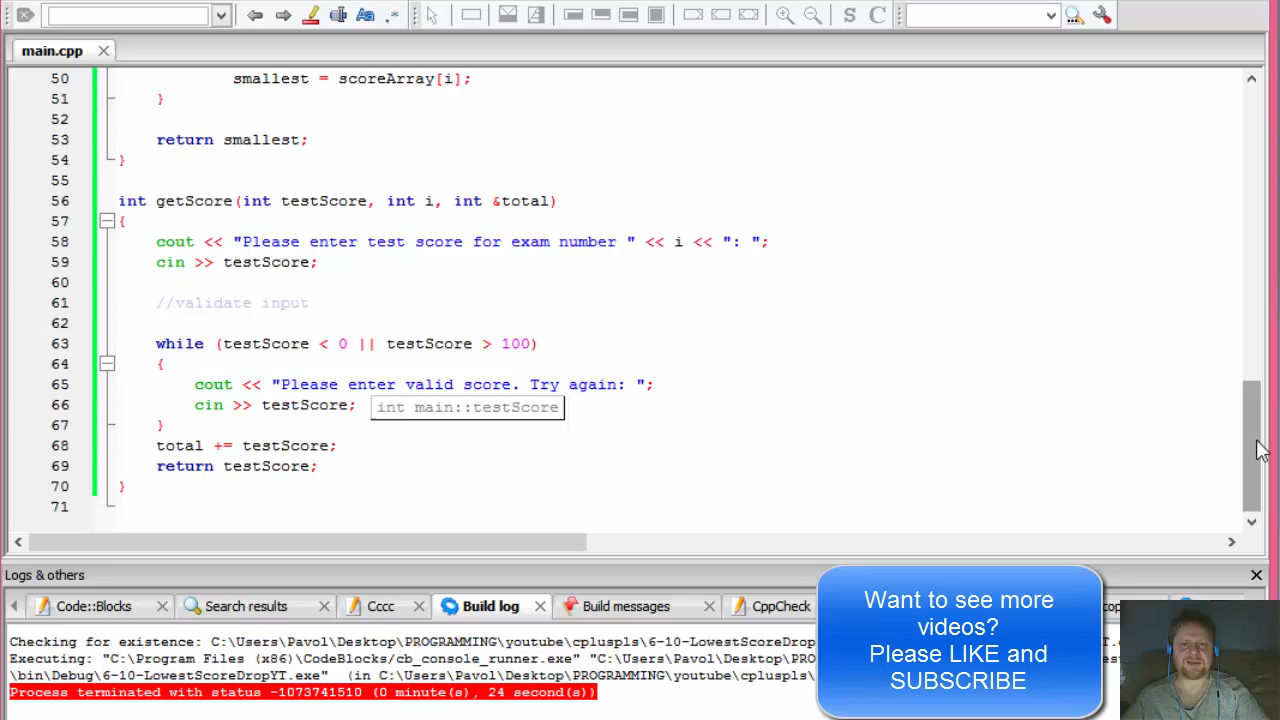 main.cpp
50 smallest = scoreArray[i];
51 }
52
53 return smallest;
54 }
55
56 int getScore(int testScore, int i, int &total)
57 {
58 cout << "Please enter test score for exam number " << i << ": ";
59 cin >> testScore;
60
61 //validate input
62
63 while (testScore < 0 || testScore > 100)
64 {
65 cout << "Please enter valid score. Try again: ";
66 cin >> testScore; int main::testScore
67 }
68 total += testScore;
69 return testScore;
70 }
71
Logs & others
Code::Blocks Search results Cccc Build log Build messages CppCheck
Checking for existence: C:\Users\Pavol\Desktop\PROGRAMMING\youtube\cpluspls\6-10-LowestScoreDrop
Executing: "C:\Program Files (x86)\CodeBlocks/cb_console_runner.exe" "C:\Users\Pavol\Desktop\PRO
\bin\Debug\6-10-LowestScoreDropYT.exe" (in C:\Users\Pavol\Desktop\PROGRAMMING\youtube\cpluspl
Process terminated with status -1073741510 (0 minute(s), 24 second(s))
Want to see more
videos?
Please LIKE and
SUBSCRIBE